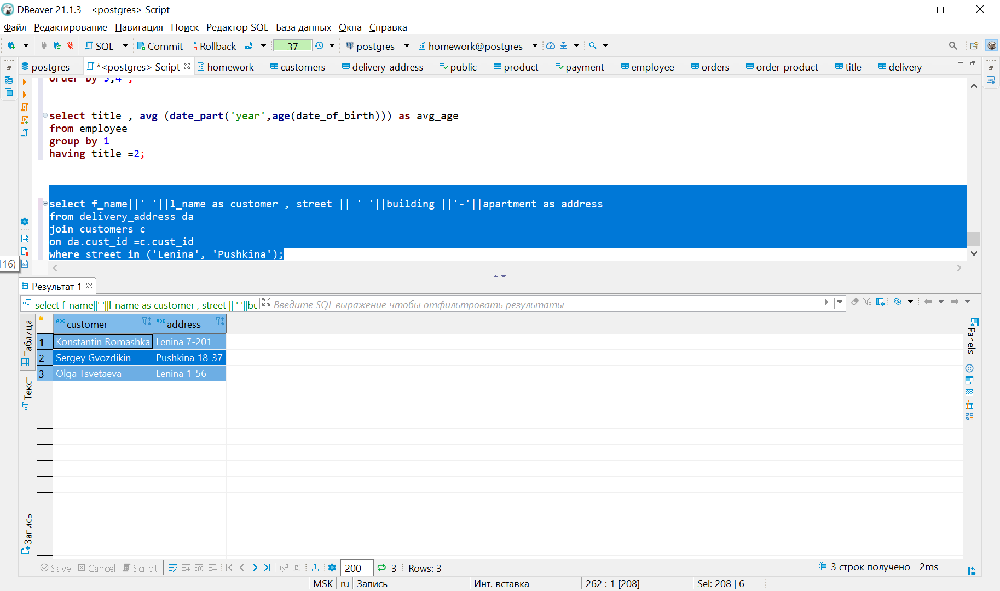 DBeaver 21.1.3 - <postgres> Script
Файл Редактирование Навигация Поиск Редактор SQL База данных Окна Справка
SQL Commit Rollback 37 postgres homework@postgres
postgres *<postgres> Script homework customers delivery_address public product payment employee orders order_product title delivery
order by 3,4 ;
select title , avg (date_part('year',age(date_of_birth))) as avg_age
from employee
group by 1
having title =2;
select f_name||' '||l_name as customer , street || ' '||building ||'-'||apartment as address
from delivery_address da
join customers c
on da.cust_id =c.cust_id
where street in ('Lenina', 'Pushkina');
116)
Результат 1
select f_name||' '||l_name as customer , street || ' '||bu Введите SQL выражение чтобы отфильтровать результаты
Таблица
Текст
Запись
ABC customer ABC address
1 Konstantin Romashka Lenina 7-201
2 Sergey Gvozdikin Pushkina 18-37
3 Olga Tsvetaeva Lenina 1-56
Panels
Save Cancel Script 200 3 Rows: 3 3 строк получено - 2ms
MSK ru Запись Инт. вставка 262 : 1 [208] Sel: 208 | 6